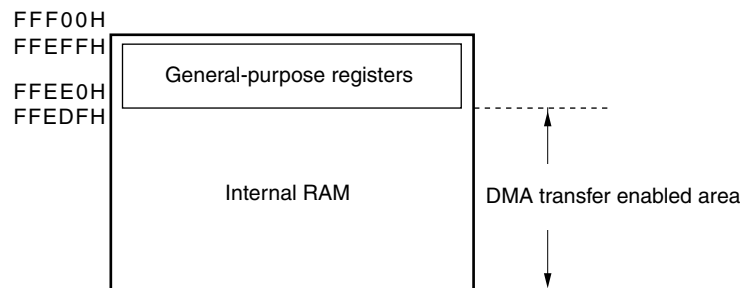 FFF00H
FFEFFH
General-purpose registers
FFEE0H
FFEDFH
Internal RAM
DMA transfer enabled area